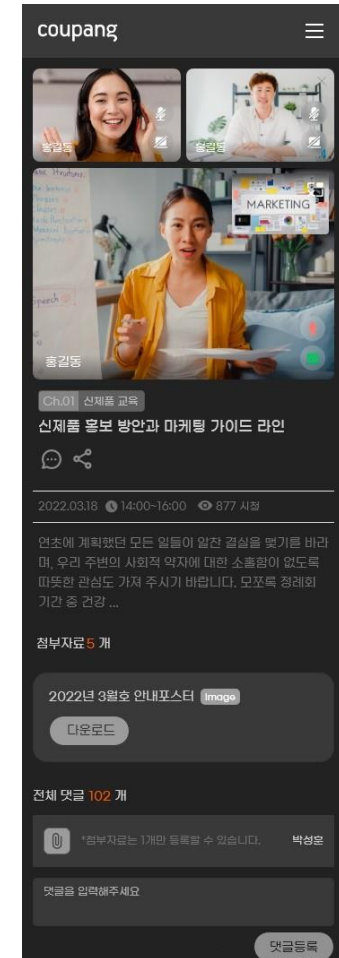 coupang
홍길동
홍길동
MARKETING
홍길동
Ch.01 신제품 교육
신제품 홍보 방안과 마케팅 가이드 라인
2022.03.18 14:00~16:00 877 시청
연초에 계획했던 모든 일들이 알찬 결실을 맺기를 바라
며, 우리 주변의 사회적 약자에 대한 소홀함이 없도록
따뜻한 관심도 가져 주시기 바랍니다. 모쪼록 정례회
기간 중 건강 ...
첨부자료 5 개
2022년 3월호 안내포스터 Image
다운로드
전체 댓글 102 개
*첨부자료는 1개만 등록할 수 있습니다. 박성훈
댓글을 입력해주세요
댓글등록